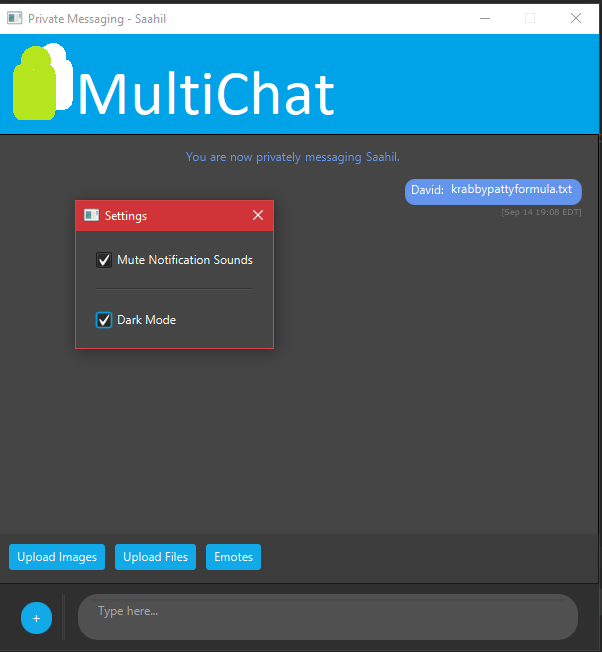 Private Messaging - Saahil
MultiChat
You are now privately messaging Saahil.
David: krabbypattyformula.txt
[Sep 14 19:08 EDT]
Settings
Mute Notification Sounds
Dark Mode
Upload Images Upload Files Emotes
+ Type here...